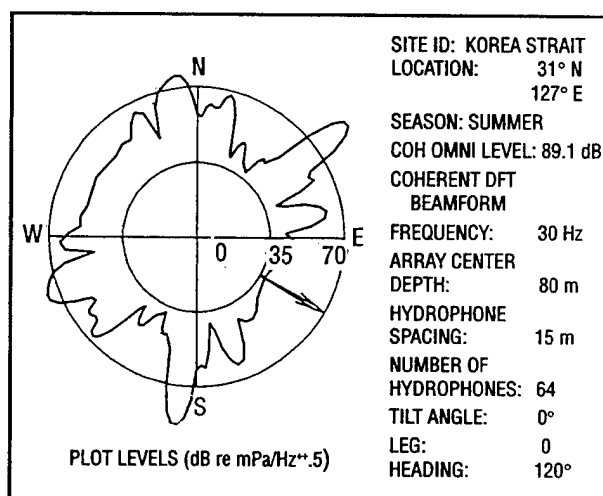 N
W
E
S
0 35 70
PLOT LEVELS (dB re mPa/Hz++.5)
SITE ID: KOREA STRAIT
LOCATION: 31° N
127° E
SEASON: SUMMER
COH OMNI LEVEL: 89.1 dB
COHERENT DFT
BEAMFORM
FREQUENCY: 30 Hz
ARRAY CENTER
DEPTH: 80 m
HYDROPHONE
SPACING: 15 m
NUMBER OF
HYDROPHONES: 64
TILT ANGLE: 0°
LEG: 0
HEADING: 120°